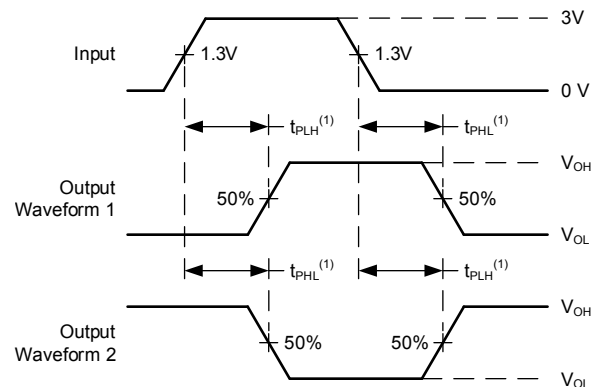 3V
Input
1.3V
1.3V
0 V
tPLH(1)
tPHL(1)
VOH
Output
Waveform 1
50%
50%
VOL
tPHL(1)
tPLH(1)
VOH
Output
Waveform 2
50%
50%
VOL